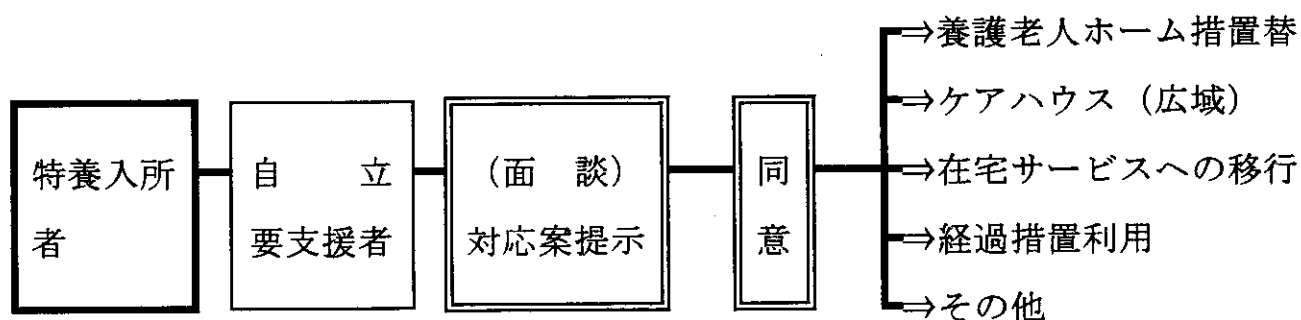 特養入所
者
自　　立
要支援者
（面　談）
対応案提示
同
意
⇒養護老人ホーム措置替
⇒ケアハウス（広域）
⇒在宅サービスへの移行
⇒経過措置利用
⇒その他